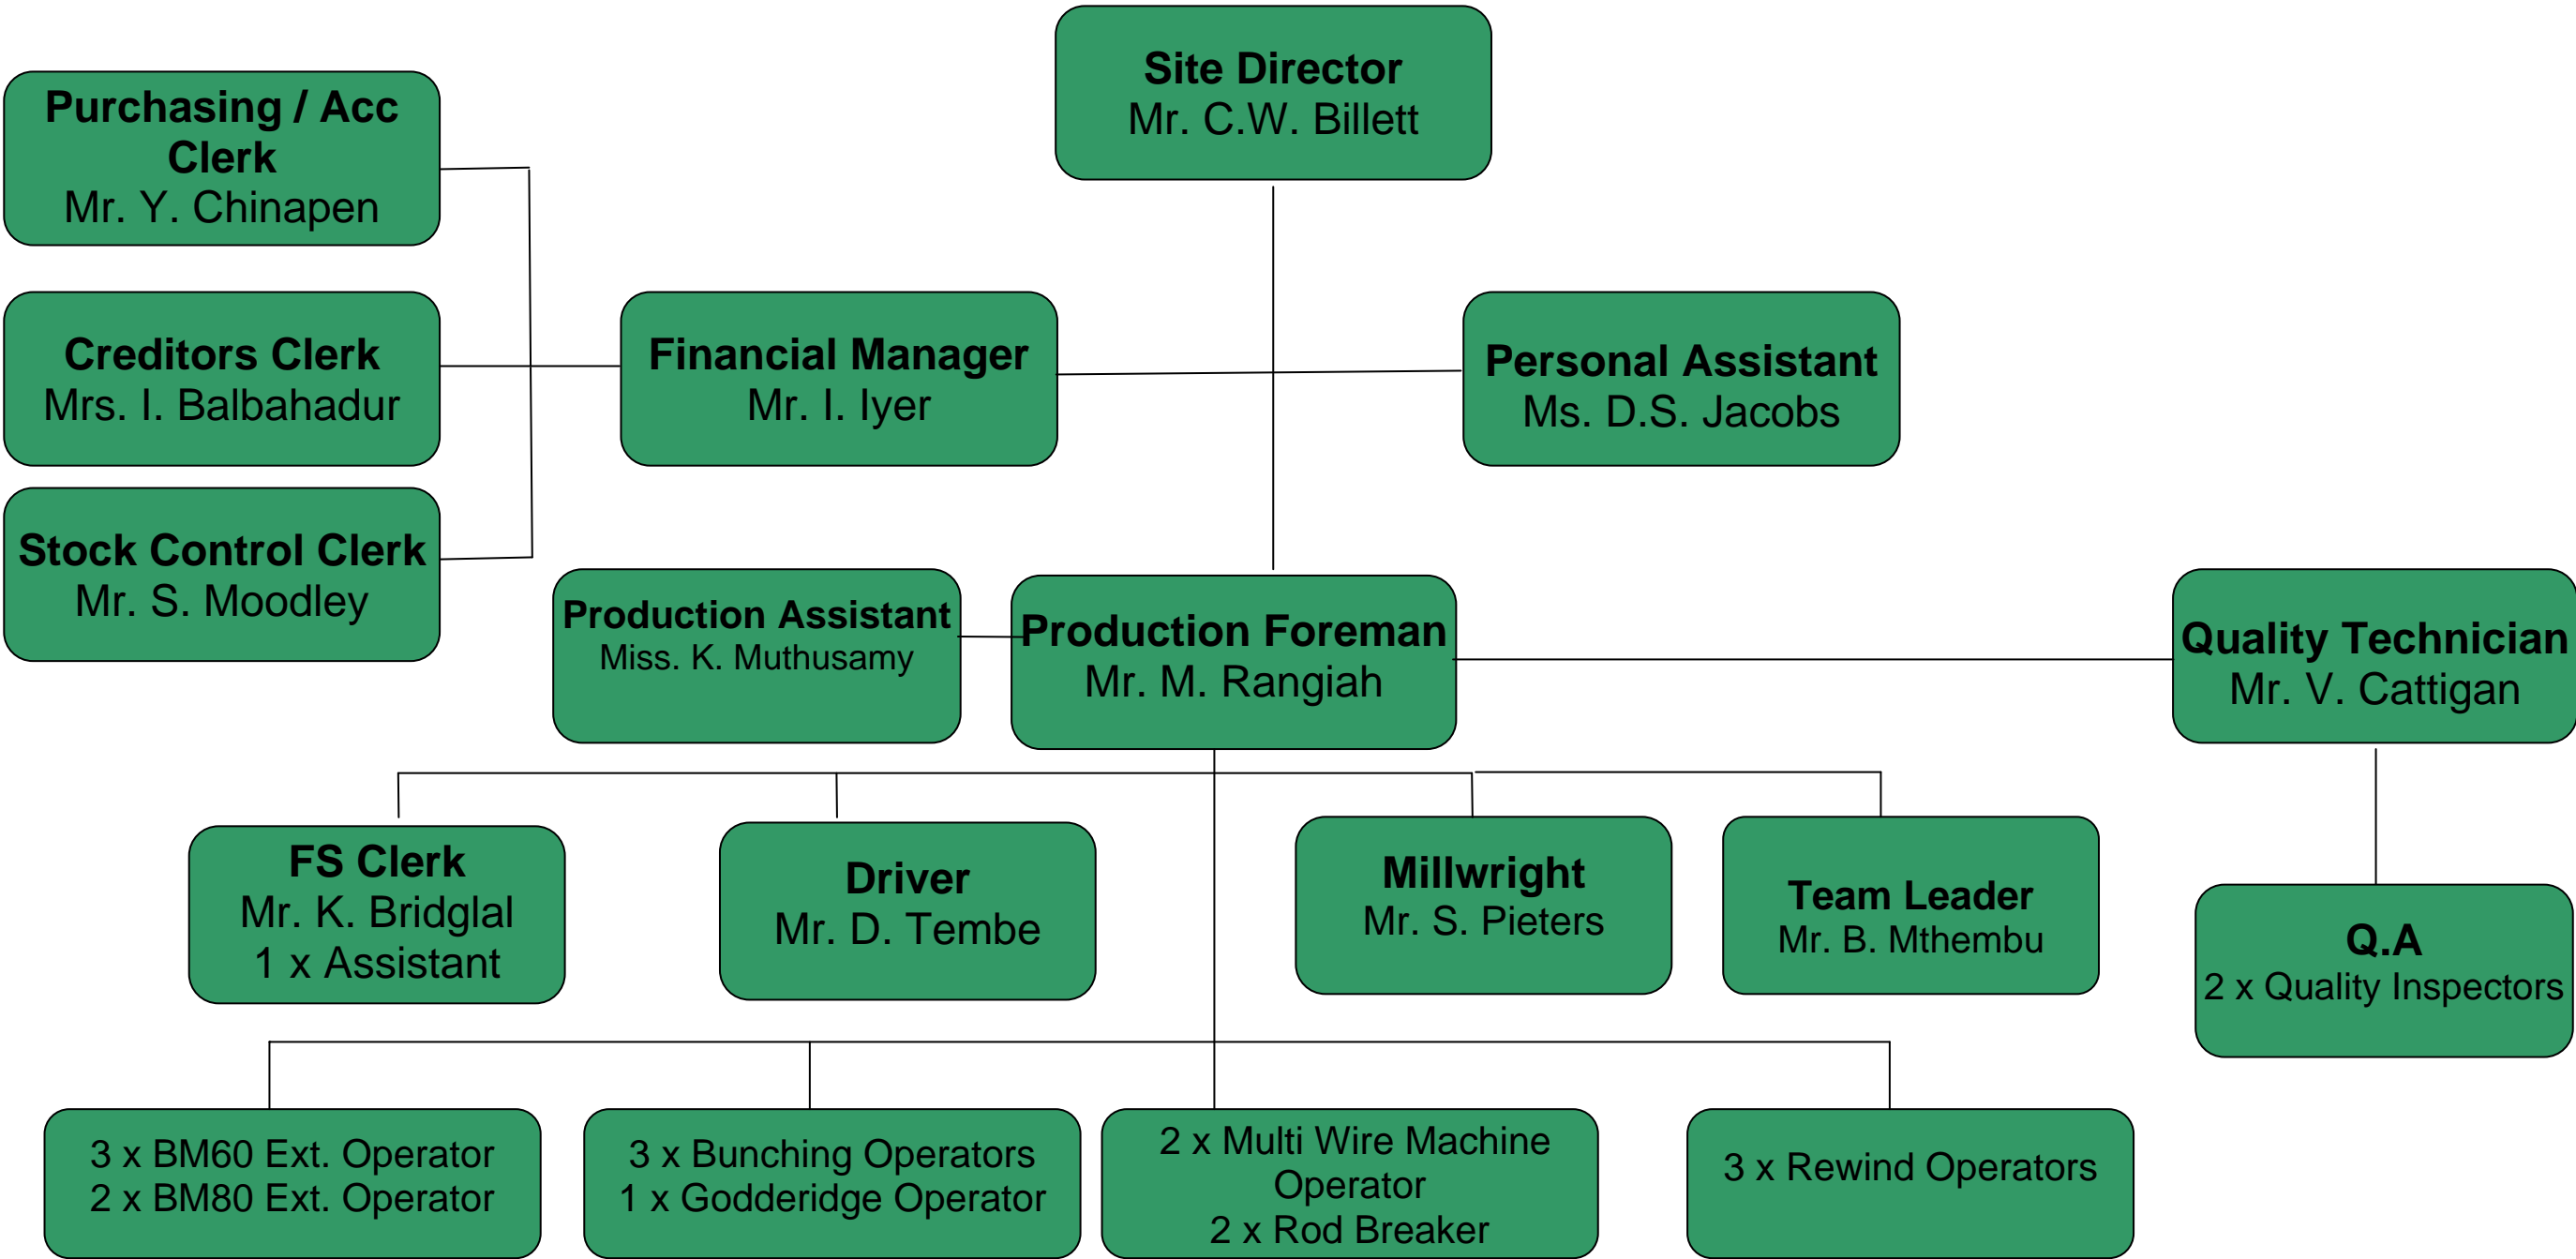 Site Director
Mr. C.W. Billett
Purchasing / Acc
Clerk
Mr. Y. Chinapen
Creditors Clerk
Mrs. I. Balbahadur
Financial Manager
Mr. I. Iyer
Personal Assistant
Ms. D.S. Jacobs
Stock Control Clerk
Mr. S. Moodley
Production Assistant
Miss. K. Muthusamy
Production Foreman
Mr. M. Rangiah
Quality Technician
Mr. V. Cattigan
FS Clerk
Mr. K. Bridglal
1 x Assistant
Driver
Mr. D. Tembe
Millwright
Mr. S. Pieters
Team Leader
Mr. B. Mthembu
Q.A
2 x Quality Inspectors
3 x BM60 Ext. Operator
2 x BM80 Ext. Operator
3 x Bunching Operators
1 x Godderidge Operator
2 x Multi Wire Machine
Operator
2 x Rod Breaker
3 x Rewind Operators